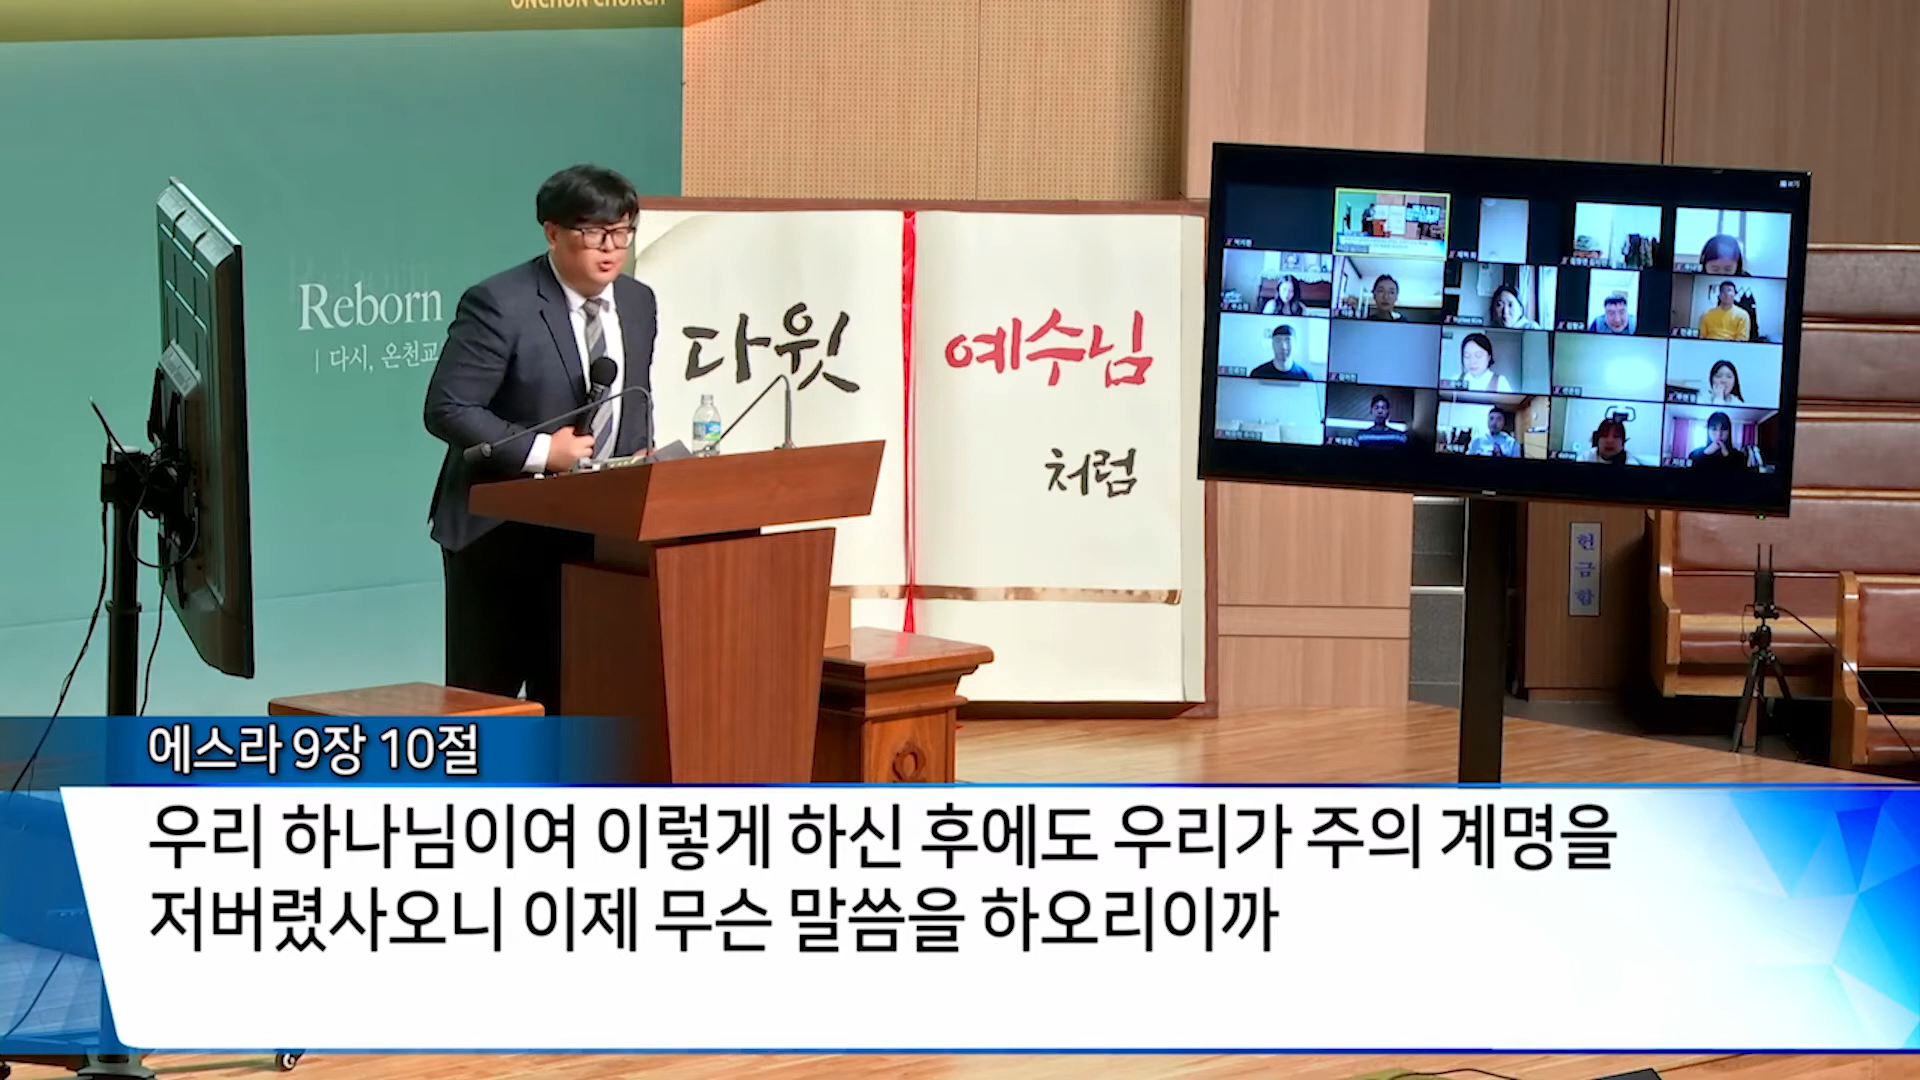 ONCHUN CHURCH
Reborn
| 다시, 온천교
다윗
예수님
처럼
헌금함
에스라 9장 10절
우리 하나님이여 이렇게 하신 후에도 우리가 주의 계명을
저버렸사오니 이제 무슨 말씀을 하오리이까